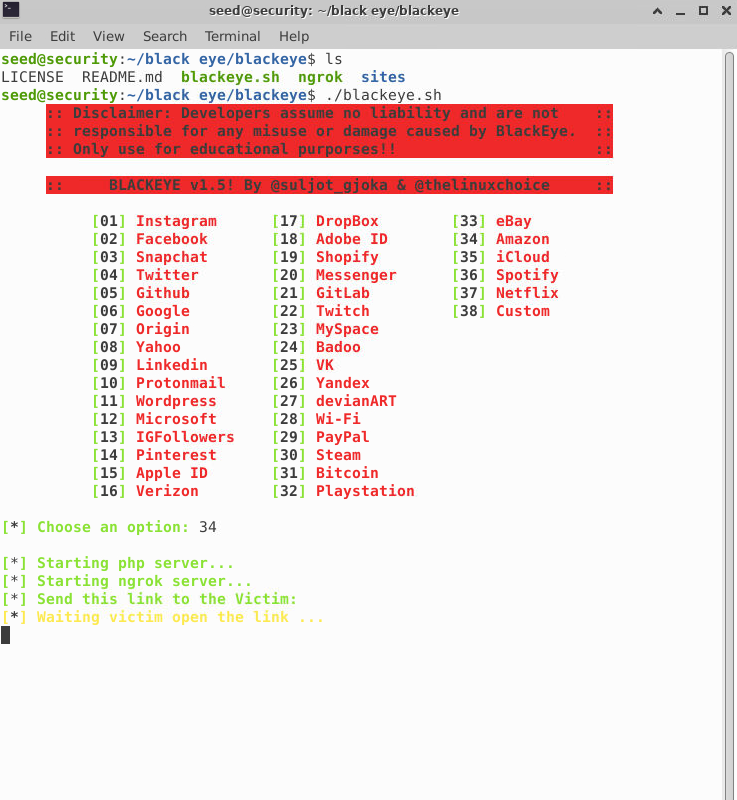 seed@security: ~/black eye/blackeye
File Edit View Search Terminal Help
seed@security:~/black eye/blackeye$ ls
LICENSE README.md blackeye.sh ngrok sites
seed@security:~/black eye/blackeye$ ./blackeye.sh
:: Disclaimer: Developers assume no liability and are not ::
:: responsible for any misuse or damage caused by BlackEye. ::
:: Only use for educational purporses!! ::
:: BLACKEYE v1.5! By @suljot_gjoka & @thelinuxchoice ::
[01] Instagram [17] DropBox [33] eBay
[02] Facebook [18] Adobe ID [34] Amazon
[03] Snapchat [19] Shopify [35] iCloud
[04] Twitter [20] Messenger [36] Spotify
[05] Github [21] GitLab [37] Netflix
[06] Google [22] Twitch [38] Custom
[07] Origin [23] MySpace
[08] Yahoo [24] Badoo
[09] Linkedin [25] VK
[10] Protonmail [26] Yandex
[11] Wordpress [27] devianART
[12] Microsoft [28] Wi-Fi
[13] IGFollowers [29] PayPal
[14] Pinterest [30] Steam
[15] Apple ID [31] Bitcoin
[16] Verizon [32] Playstation
[*] Choose an option: 34
[*] Starting php server...
[*] Starting ngrok server...
[*] Send this link to the Victim:
[*] Waiting victim open the link ...